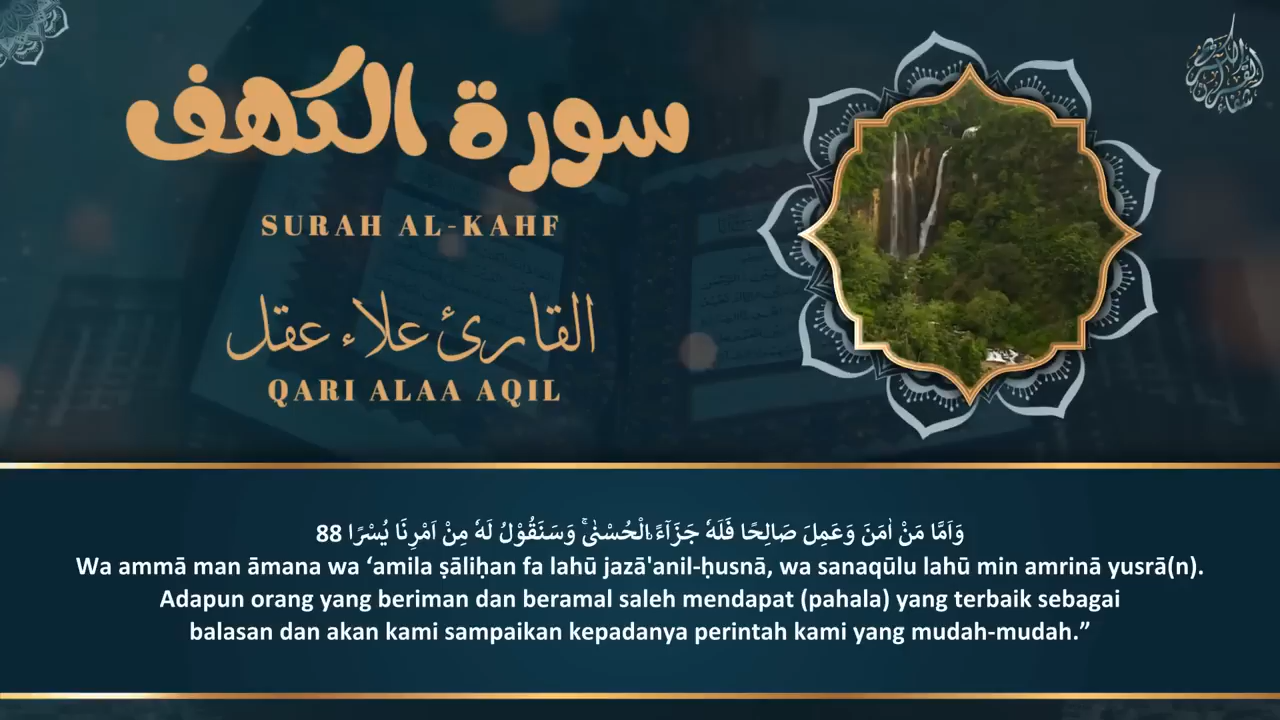 سورة الكهف
SURAH AL-KAHF
القارئ علاء عقل
QARI ALAA AQIL
وَاَمَّا مَنْ اٰمَنَ وَعَمِلَ صَالِحًا فَلَهٗ جَزَاۤءًۨ الْحُسْنٰىۚ وَسَنَقُوْلُ لَهٗ مِنْ اَمْرِنَا يُسْرًا 88
Wa ammā man āmana wa ‘amila ṣāliḥan fa lahū jazā'anil-ḥusnā, wa sanaqūlu lahū min amrinā yusrā(n).
Adapun orang yang beriman dan beramal saleh mendapat (pahala) yang terbaik sebagai
balasan dan akan kami sampaikan kepadanya perintah kami yang mudah-mudah.”